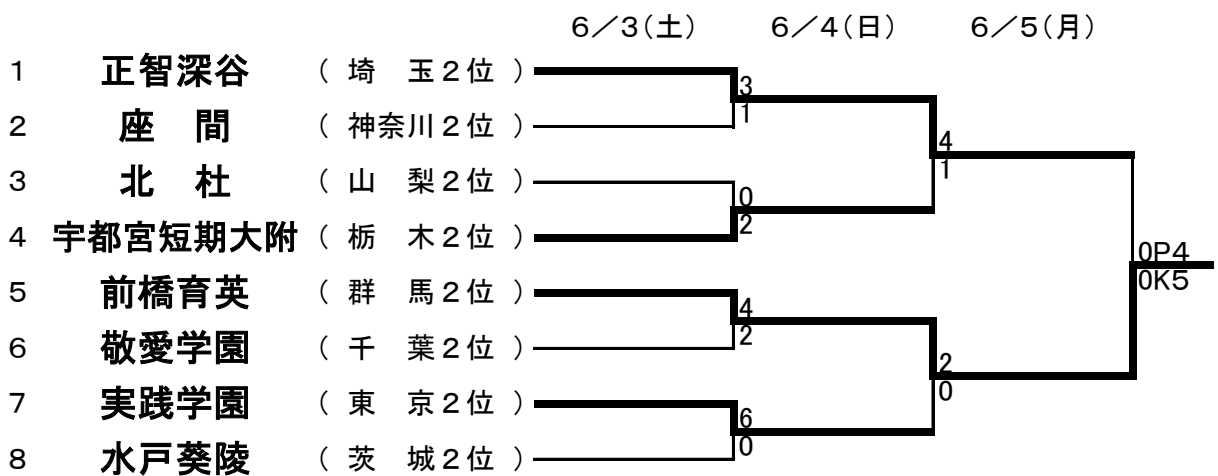 6／3(土) 6／4(日) 6／5(月)
1 正智深谷 ( 埼 玉2位 )
3
1
2 座 間 ( 神奈川2位 )
4
1
3 北 杜 ( 山 梨2位 )
0
2
4 宇都宮短期大附 ( 栃 木2位 )
0P4
0K5
5 前橋育英 ( 群 馬2位 )
4
2
6 敬愛学園 ( 千 葉2位 )
2
0
7 実践学園 ( 東 京2位 )
6
0
8 水戸葵陵 ( 茨 城2位 )